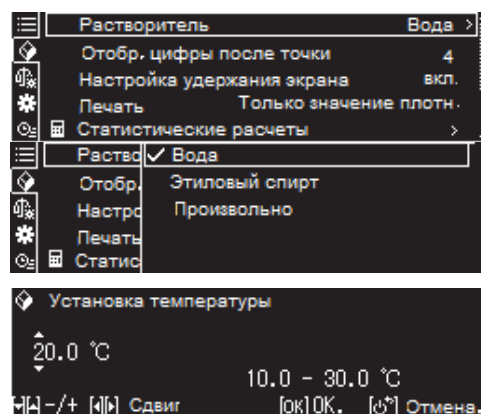 Растворитель Вода >
Отобр. цифры после точки 4
Настройка удержания экрана вкл.
Печать Только значение плотн.
Статистические расчеты >
Раство ✓ Вода
Отобр. Этиловый спирт
Настро Произвольно
Печать
Статис
Установка температуры
20.0 °C
10.0 – 30.0 °C
–/+ Сдвиг [OK]OK. Отмена.